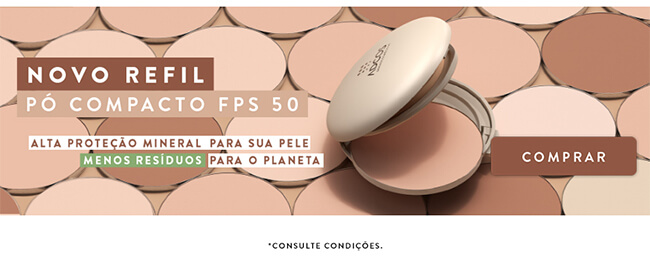 NOVO REFIL
PÓ COMPACTO FPS 50
ALTA PROTEÇÃO MINERAL PARA SUA PELE
MENOS RESÍDUOS PARA O PLANETA
ADCOS
COMPRAR
*CONSULTE CONDIÇÕES.